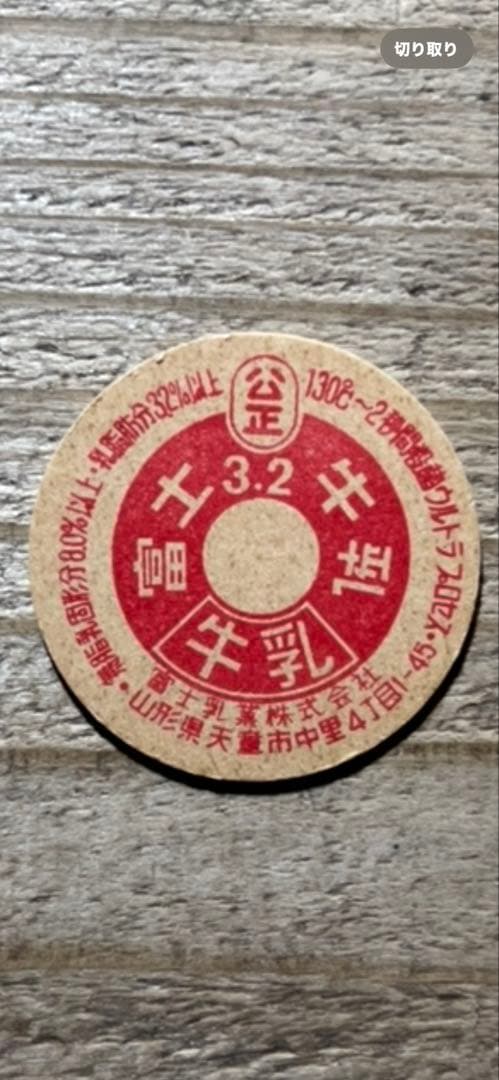 切り取り
公正
無脂乳固形分8.0%以上・乳脂肪分3.2%以上
130℃〜2秒間殺菌ウルトラプロセス
3.2
富士
佐
牛乳
富士乳業株式会社
山形県天童市中里4丁目1-45